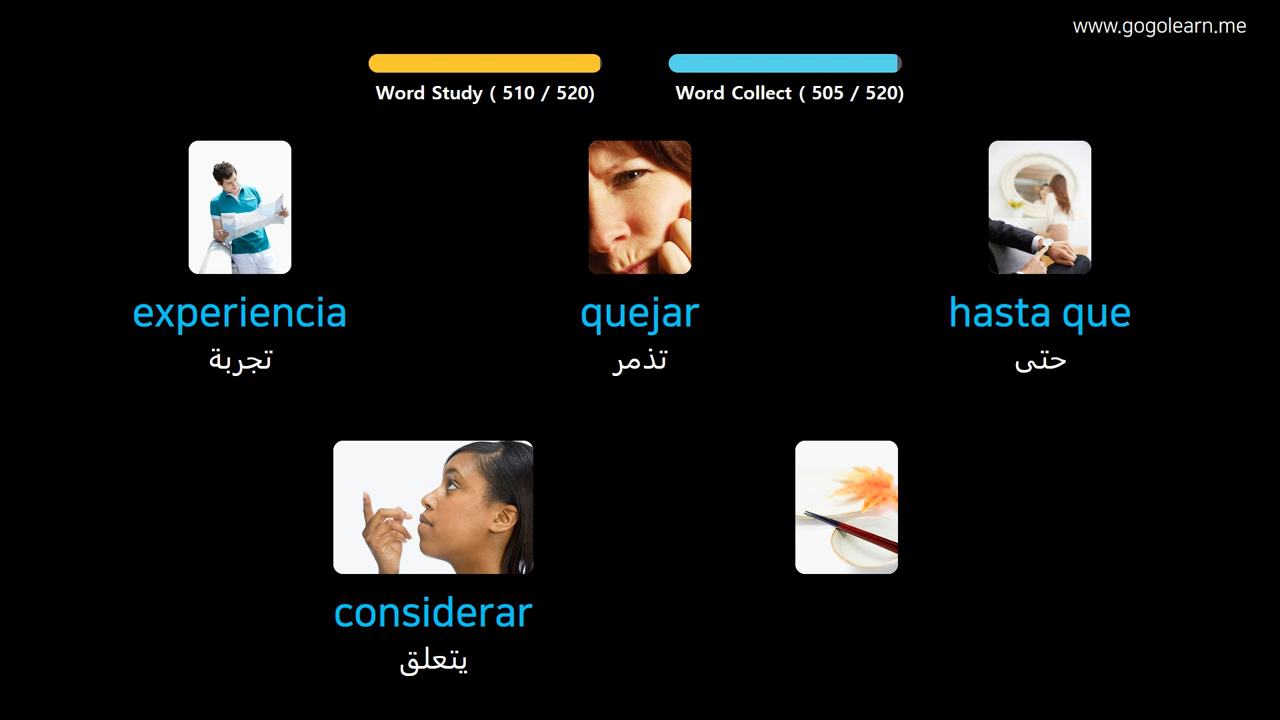 www.gogolearn.me
Word Study ( 510 / 520)
Word Collect ( 505 / 520)
experiencia
تجربة
quejar
تذمر
hasta que
حتى
considerar
يتعلق